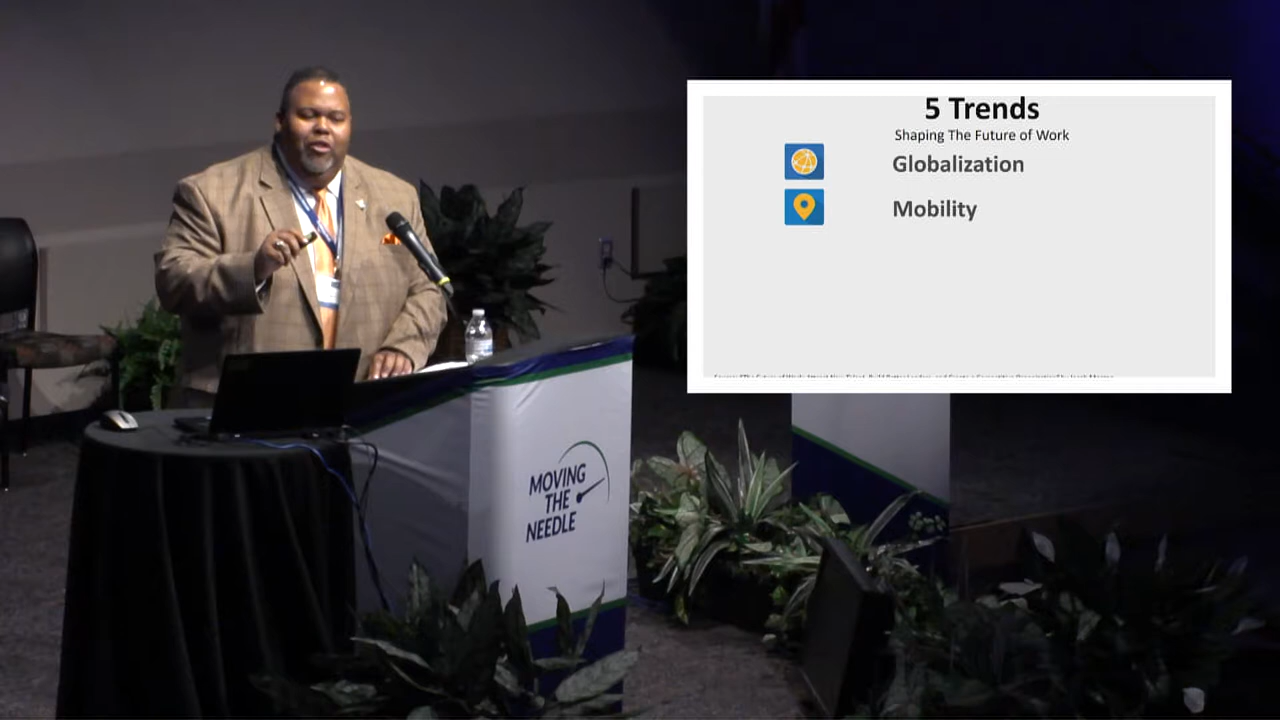 5 Trends
Shaping The Future of Work
Globalization
Mobility
MOVING
THE
NEEDLE